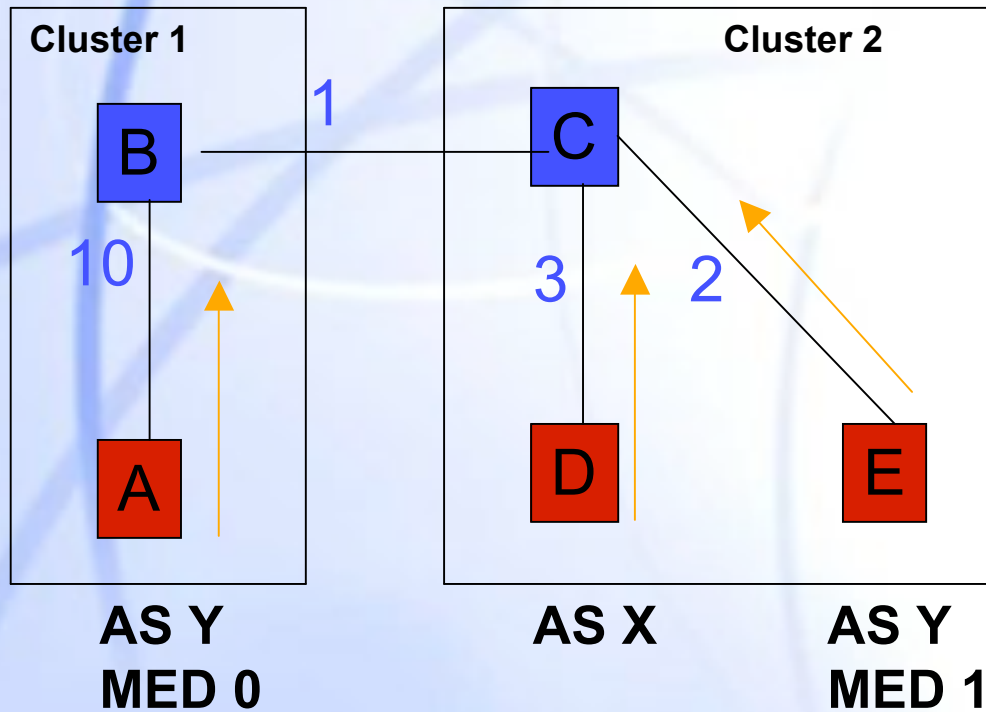 Cluster 1
Cluster 2
1
B
C
10
3
2
A
D
E
AS Y
MED 0
AS X
AS Y
MED 1